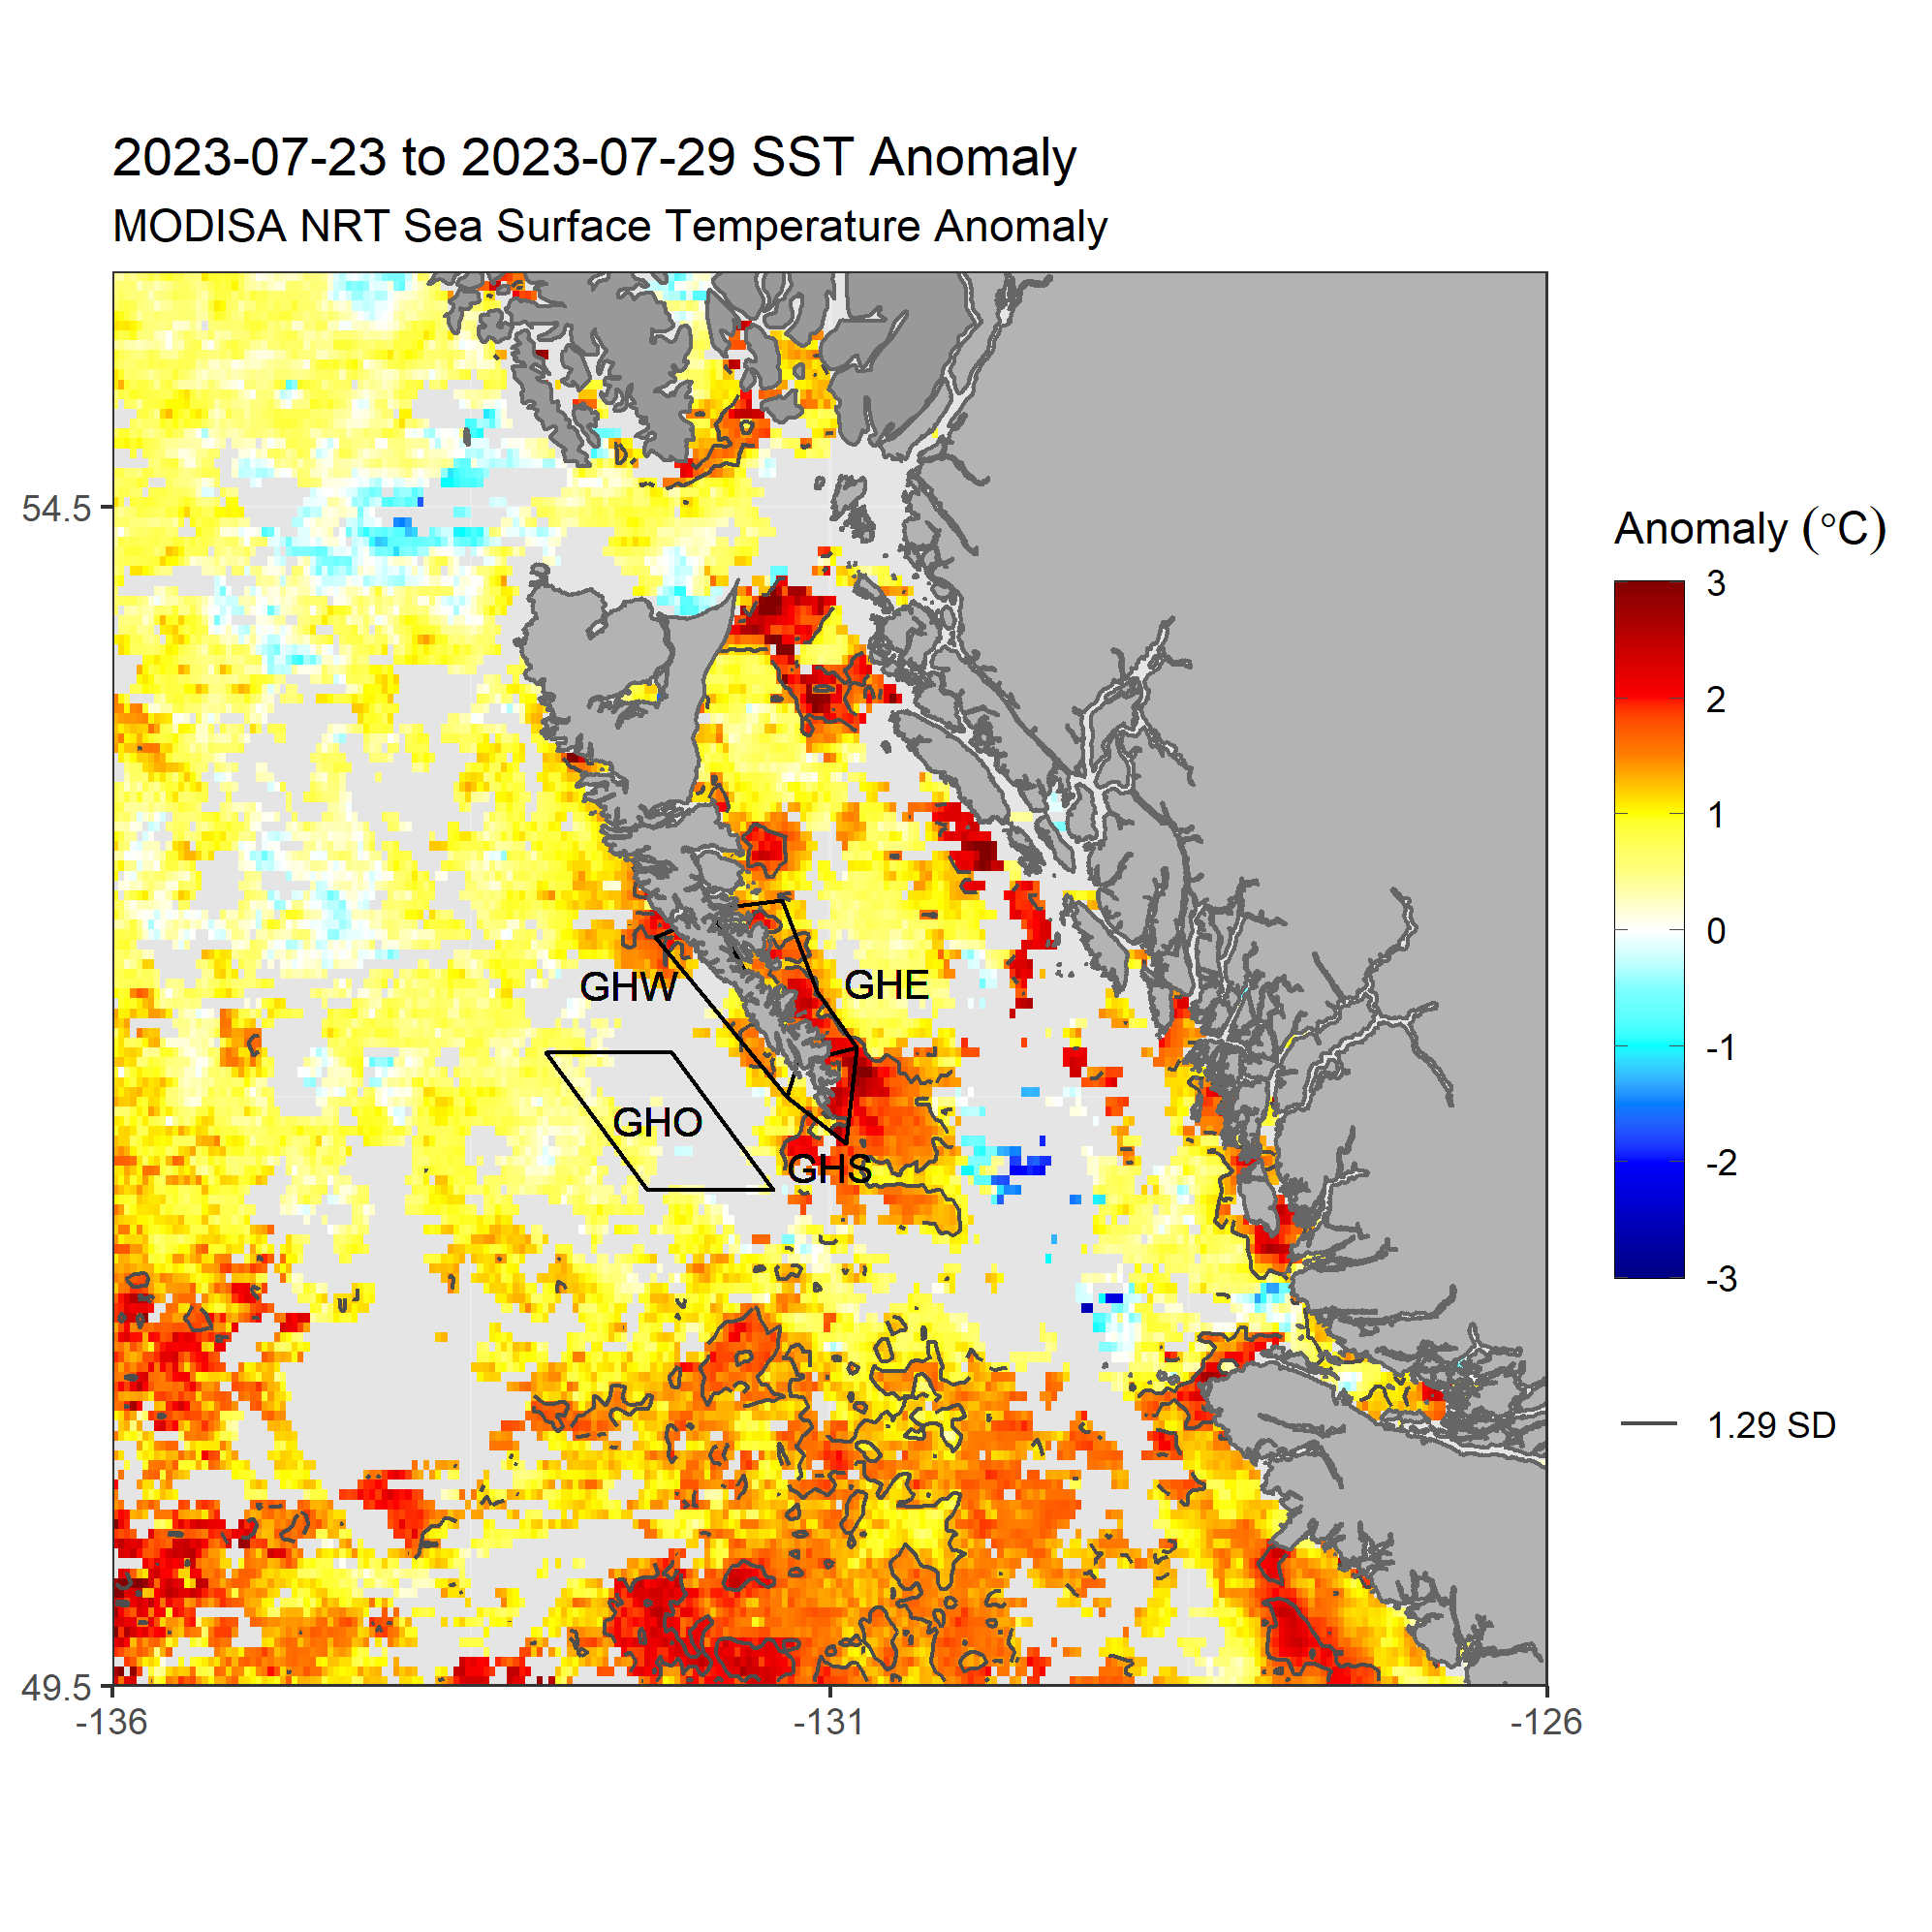 2023-07-23 to 2023-07-29 SST Anomaly
MODISA NRT Sea Surface Temperature Anomaly
54.5
49.5
-136
-131
-126
GHW
GHE
GHO
GHS
Anomaly (°C)
3
2
1
0
-1
-2
-3
1.29 SD